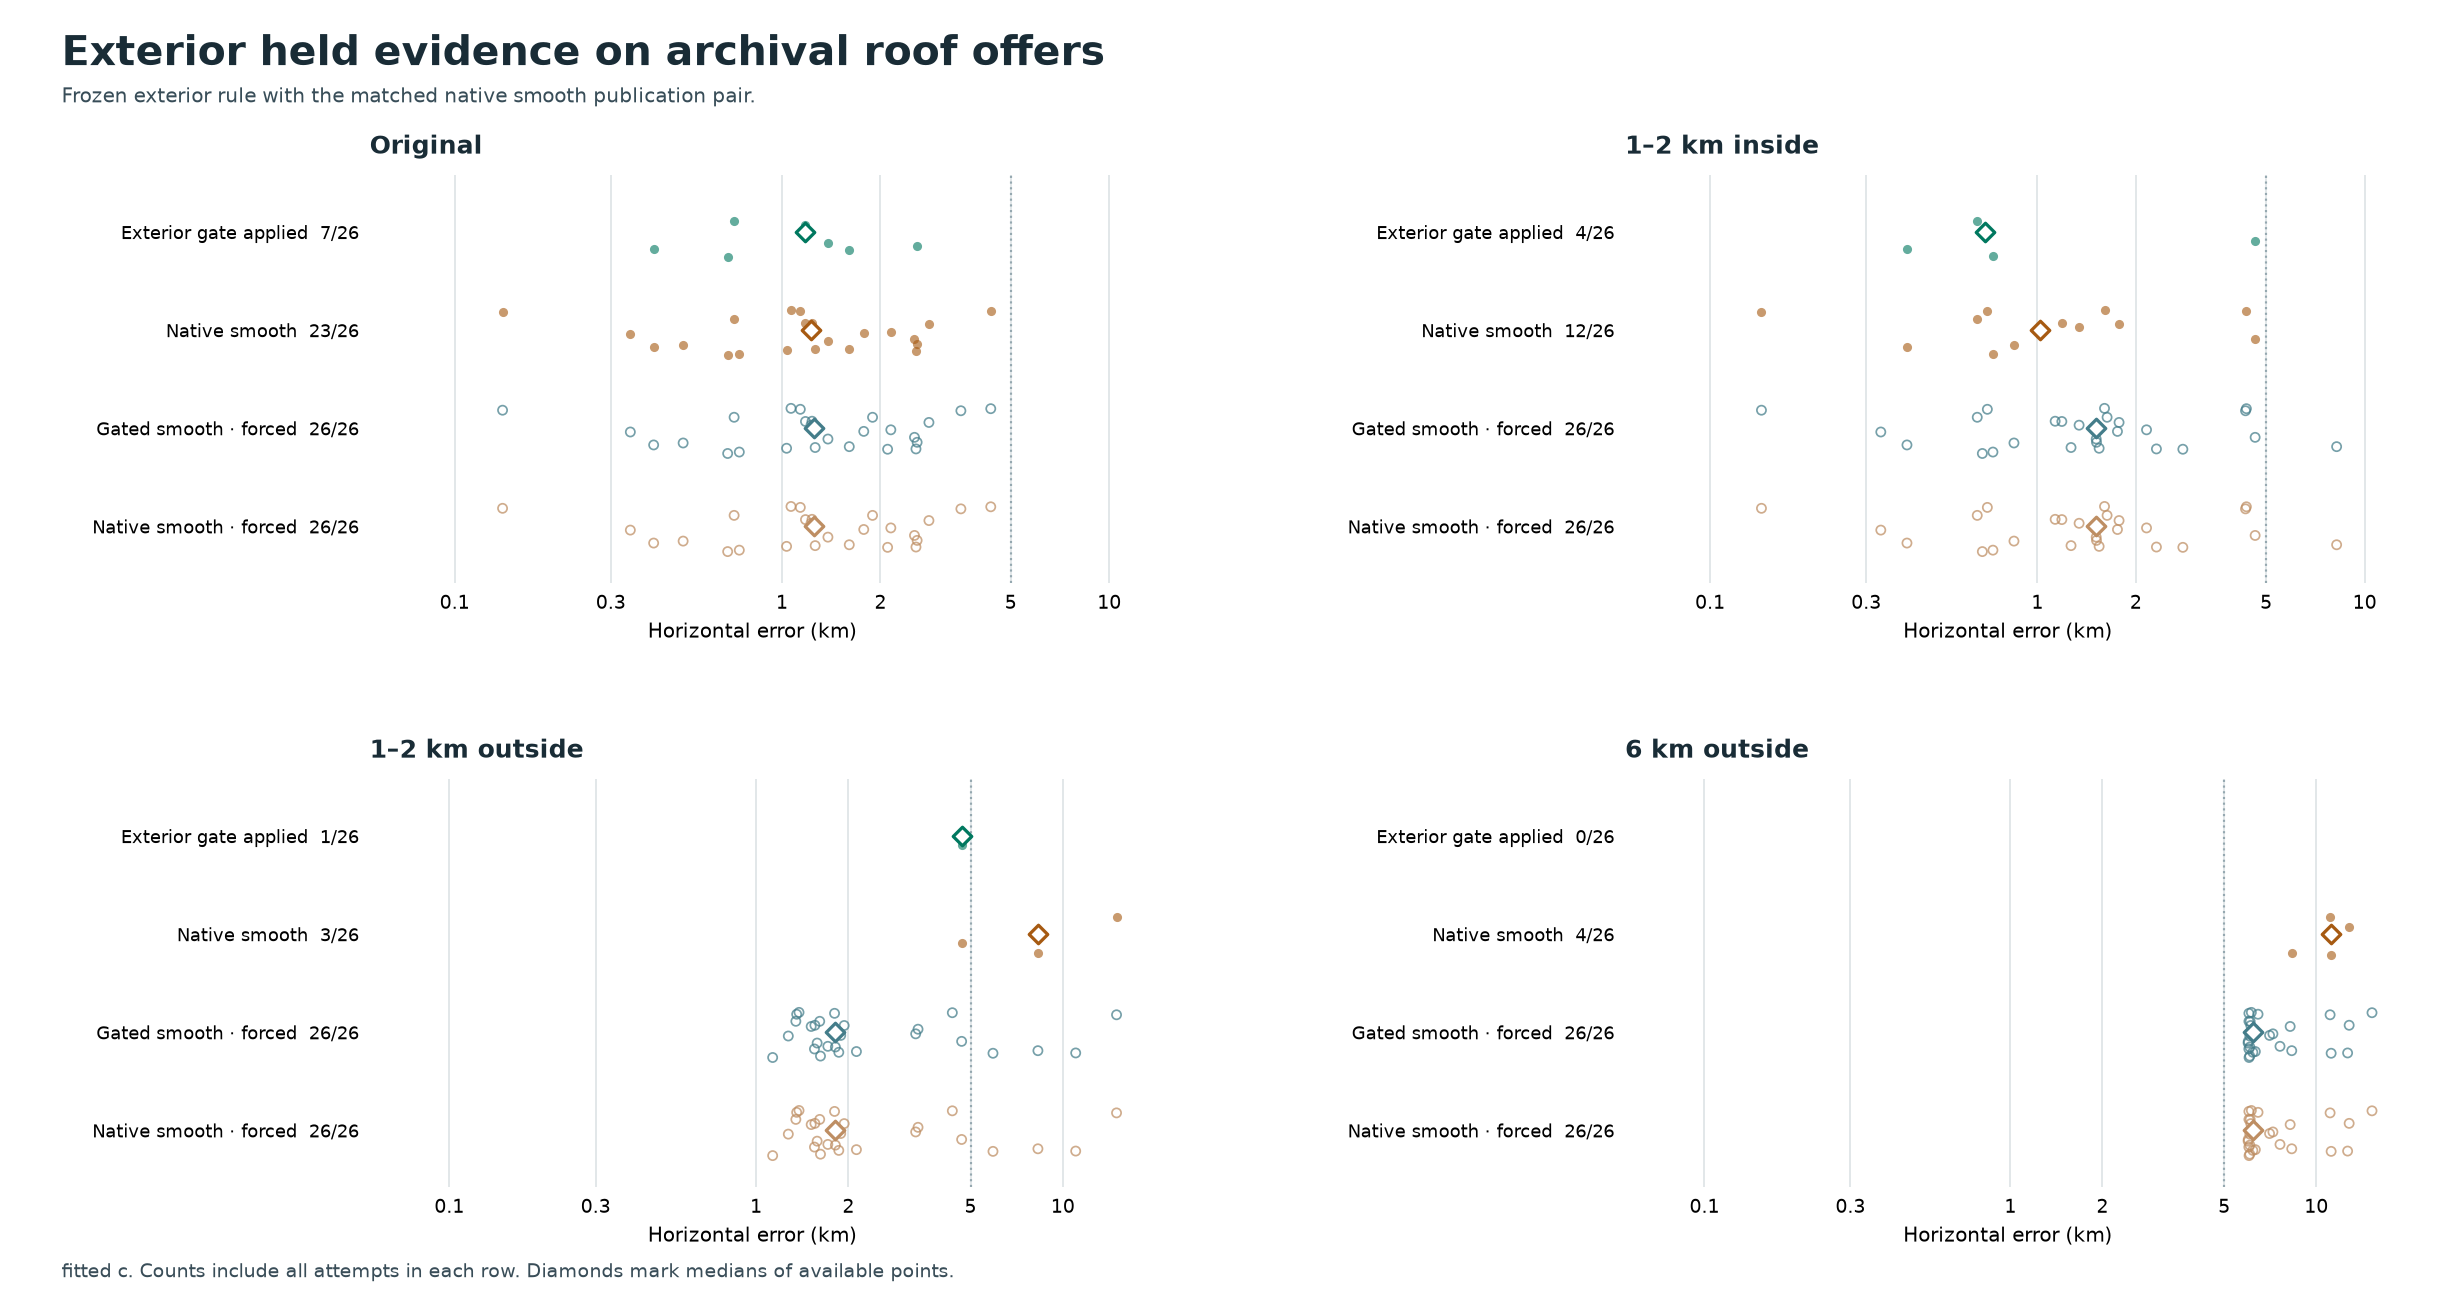 Exterior held evidence on archival roof offers
Frozen exterior rule with the matched native smooth publication pair.
Original
Exterior gate applied 7/26
Native smooth 23/26
Gated smooth · forced 26/26
Native smooth · forced 26/26
0.1 0.3 1 2 5 10
Horizontal error (km)
1–2 km inside
Exterior gate applied 4/26
Native smooth 12/26
Gated smooth · forced 26/26
Native smooth · forced 26/26
0.1 0.3 1 2 5 10
Horizontal error (km)
1–2 km outside
Exterior gate applied 1/26
Native smooth 3/26
Gated smooth · forced 26/26
Native smooth · forced 26/26
0.1 0.3 1 2 5 10
Horizontal error (km)
6 km outside
Exterior gate applied 0/26
Native smooth 4/26
Gated smooth · forced 26/26
Native smooth · forced 26/26
0.1 0.3 1 2 5 10
Horizontal error (km)
fitted c. Counts include all attempts in each row. Diamonds mark medians of available points.